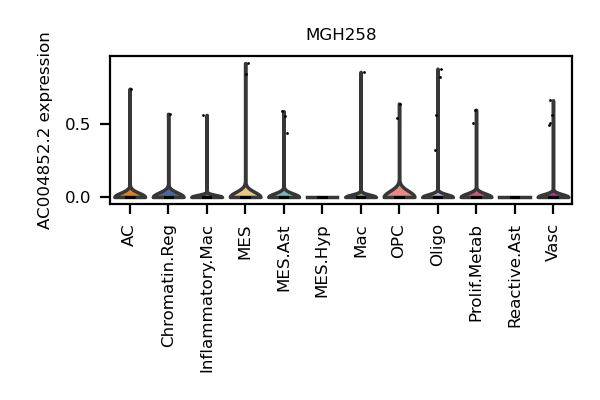 MGH258
AC004852.2 expression
0.5
0.0
AC
Chromatin.Reg
Inflammatory.Mac
MES
MES.Ast
MES.Hyp
Mac
OPC
Oligo
Prolif.Metab
Reactive.Ast
Vasc